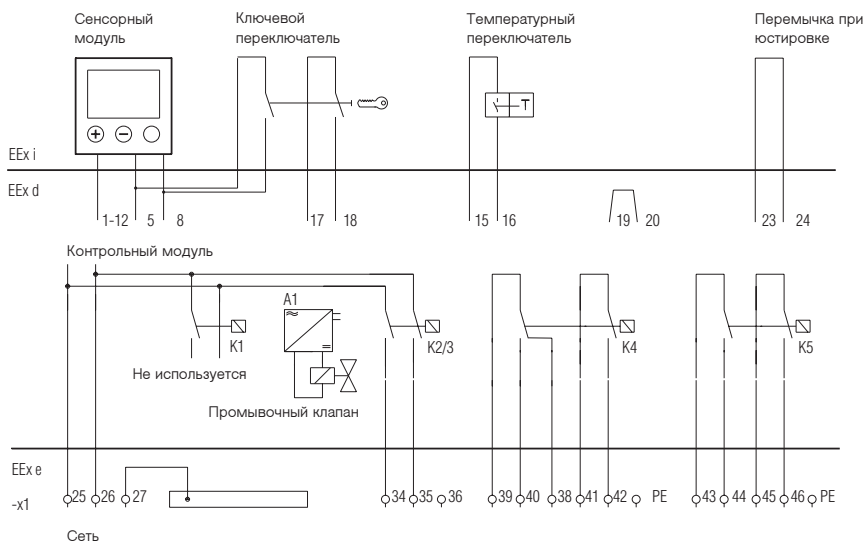 Сенсорный модуль
Ключевой переключатель
Температурный переключатель
Перемычка при юстировке
EEx i
EEx d
1-12 5 8 17 18 15 16 19 20 23 24
Контрольный модуль
A1
K1 K2/3 K4 K5
Не используется
Промывочный клапан
EEx e
-x1 25 26 27 34 35 36 39 40 38 41 42 PE 43 44 45 46 PE
Сеть